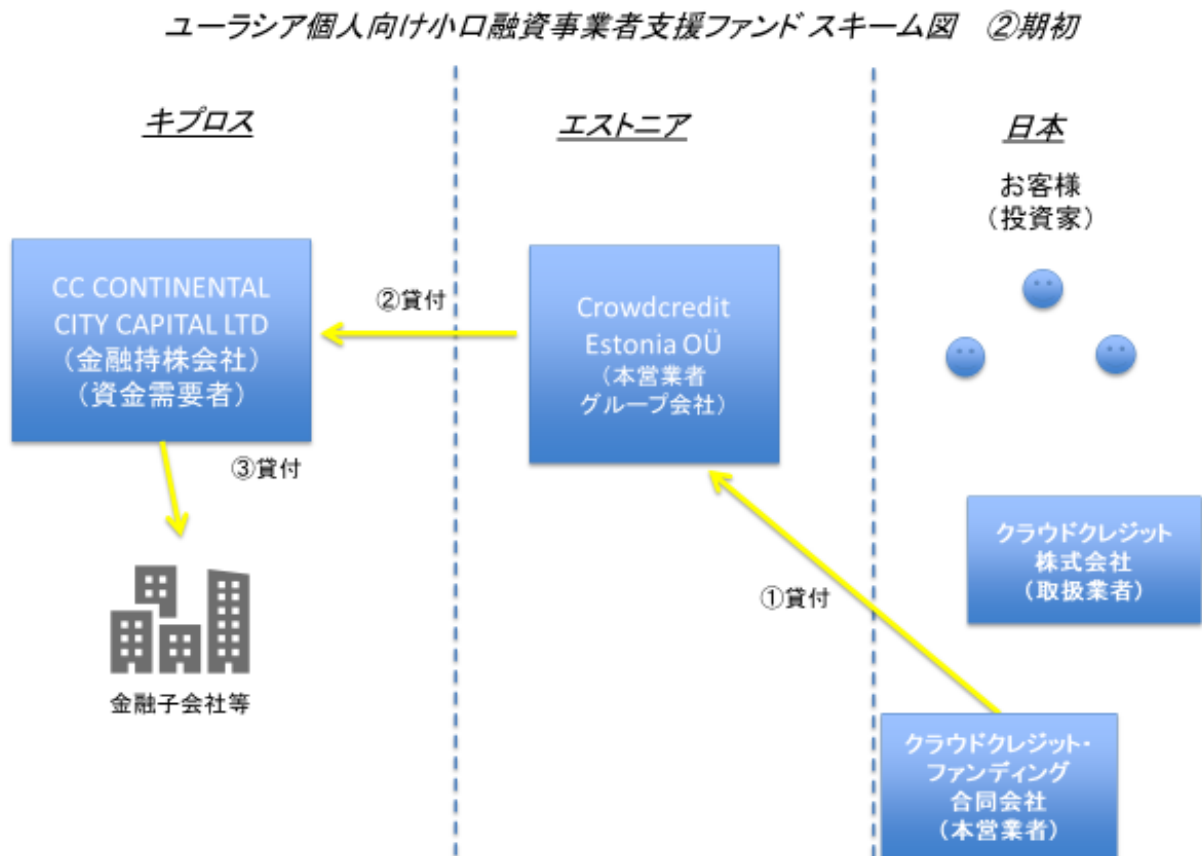 ユーラシア個人向け小口融資事業者支援ファンド スキーム図　②期初
キプロス
エストニア
日本
お客様
（投資家）
CC CONTINENTAL
CITY CAPITAL LTD
（金融持株会社）
（資金需要者）
②貸付
Crowdcredit
Estonia OÜ
（本営業者
グループ会社）
③貸付
クラウドクレジット
株式会社
（取扱業者）
①貸付
金融子会社等
クラウドクレジット・
ファンディング
合同会社
（本営業者）